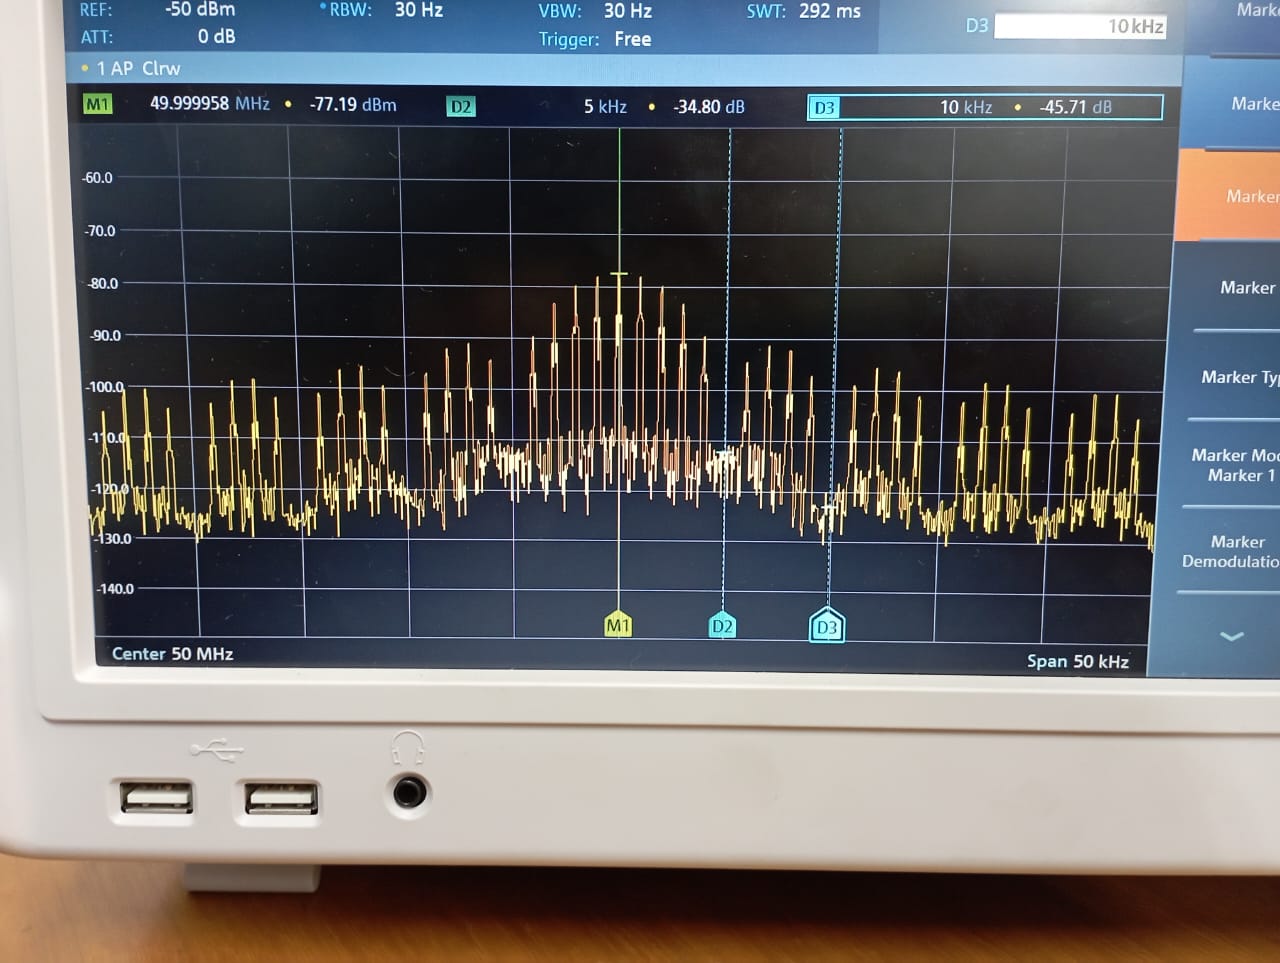 REF: -50 dBm • RBW: 30 Hz VBW: 30 Hz SWT: 292 ms
ATT: 0 dB Trigger: Free D3 10 kHz
• 1 AP Clrw
M1 49.999958 MHz • -77.19 dBm D2 5 kHz • -34.80 dB D3 10 kHz • -45.71 dB
-60.0
-70.0
-80.0
-90.0
-100.0
-110.0
-120.0
-130.0
-140.0
M1 D2 D3
Center 50 MHz Span 50 kHz
Marke
Marke
Marker
Marker
Marker Ty
Marker Mo
Marker 1
Marker
Demodulatio